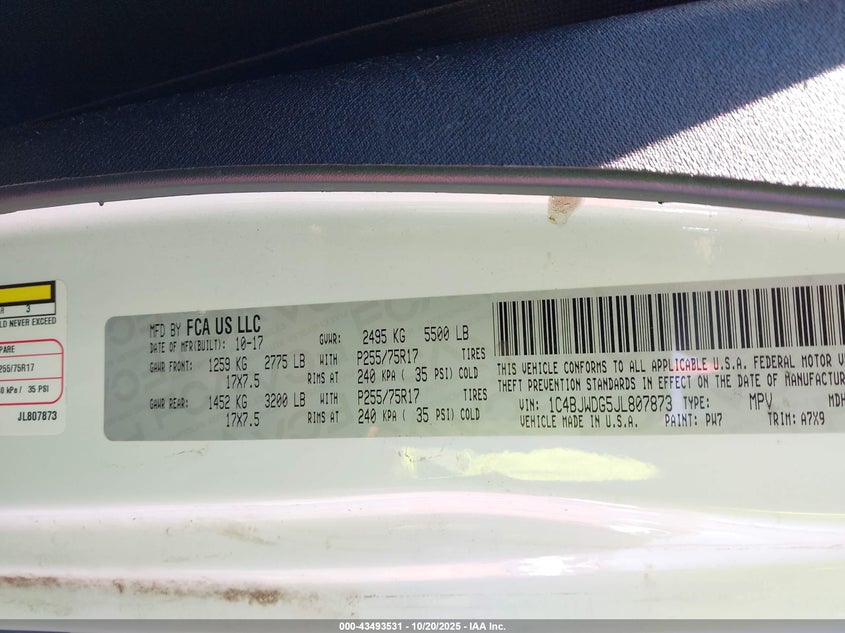 3
LD NEVER EXCEED
PARE
255/75R17
0 kPa / 35 PSI
JL807873
MFD BY FCA US LLC
DATE OF MFR(BUILT): 10-17 GVWR: 2495 KG 5500 LB
GAWR FRONT: 1259 KG 2775 LB WITH P255/75R17 TIRES
17X7.5 RIMS AT 240 KPA ( 35 PSI) COLD
GAWR REAR: 1452 KG 3200 LB WITH P255/75R17 TIRES
17X7.5 RIMS AT 240 KPA ( 35 PSI) COLD
THIS VEHICLE CONFORMS TO ALL APPLICABLE U.S.A. FEDERAL MOTOR V
THEFT PREVENTION STANDARDS IN EFFECT ON THE DATE OF MANUFACTUR
VIN: 1C4BJWDG5JL807873 TYPE: MPV MDH
VEHICLE MADE IN U.S.A. PAINT: PW7 TRIM: A7X9
000-43493531 - 10/20/2025 - IAA Inc.